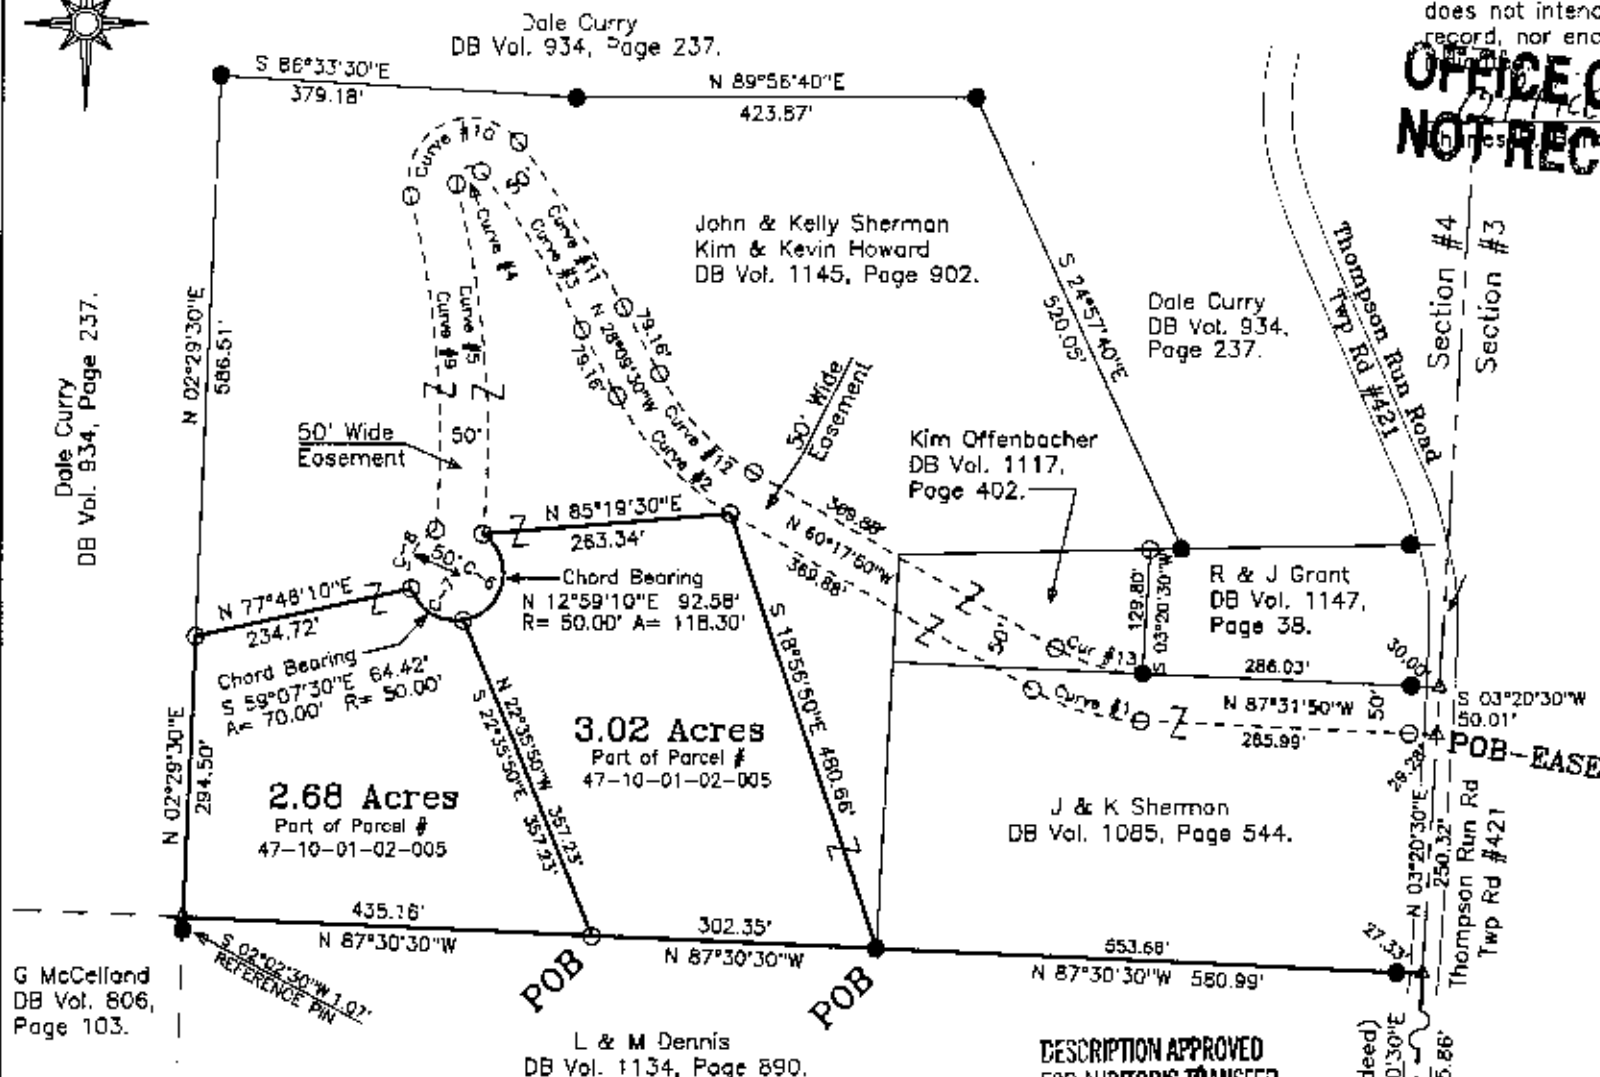 Dale Curry
DB Vol. 934, Page 237.
does not intend
record, nor
OFFICE
NOT REC
S 86°33'30"E
379.18'
N 89°56'40"E
423.87'
Curve #10
50'
Curve #4
Curve #3
Curve #11
Curve #5
Curve #9
N 28°09'30"W
79.16'
79.16'
Curve #12
Curve #2
John & Kelly Sherman
Kim & Kevin Howard
DB Vol. 1145, Page 902.
S 24°57'40"E
520.05'
Dale Curry
DB Vol. 934,
Page 237.
Thompson Run Road
Twp Rd #421
Section #4
Section #3
N 02°29'30"E
586.51'
Dale Curry
DB Vol. 934, Page 237.
50' Wide
Easement
50'
50' Wide
Easement
Kim Offenbacher
DB Vol. 1117,
Page 402.
N 85°19'30"E
263.34'
369.88'
N 60°17'50"W
369.88'
50'
C-8
50'
C-6
C-7
Chord Bearing
N 12°59'10"E 92.58'
R= 50.00' A= 118.30'
N 77°48'10"E
234.72'
Chord Bearing
S 59°07'30"E 64.42'
A= 70.00' R= 50.00'
129.80'
S 03°20'30"W
R & J Grant
DB Vol. 1147,
Page 38.
Cur #13
286.03'
30.00'
Curve #1
N 87°31'50"W
285.99'
50'
S 03°20'30"W
50.01'
POB-EASE
29.28'
N 02°29'30"E
294.50'
N 22°35'50"W 357.23'
S 22°35'50"E 357.23'
S 18°56'50"E 480.66'
3.02 Acres
Part of Parcel #
47-10-01-02-005
2.68 Acres
Part of Parcel #
47-10-01-02-005
J & K Sherman
DB Vol. 1085, Page 544.
N 03°20'30"E
250.32'
Thompson Run Rd
Twp Rd #421
435.16'
N 87°30'30"W
302.35'
N 87°30'30"W
553.68'
N 87°30'30"W 580.99'
27.33'
S 02°02'30"W 1.07'
REFERENCE PIN
POB
POB
G McCelland
DB Vol. 806,
Page 103.
L & M Dennis
DB Vol. 1134, Page 890.
DESCRIPTION APPROVED
FOR AUDITOR'S TRANSFER
deed)
0'30"E
5.86'